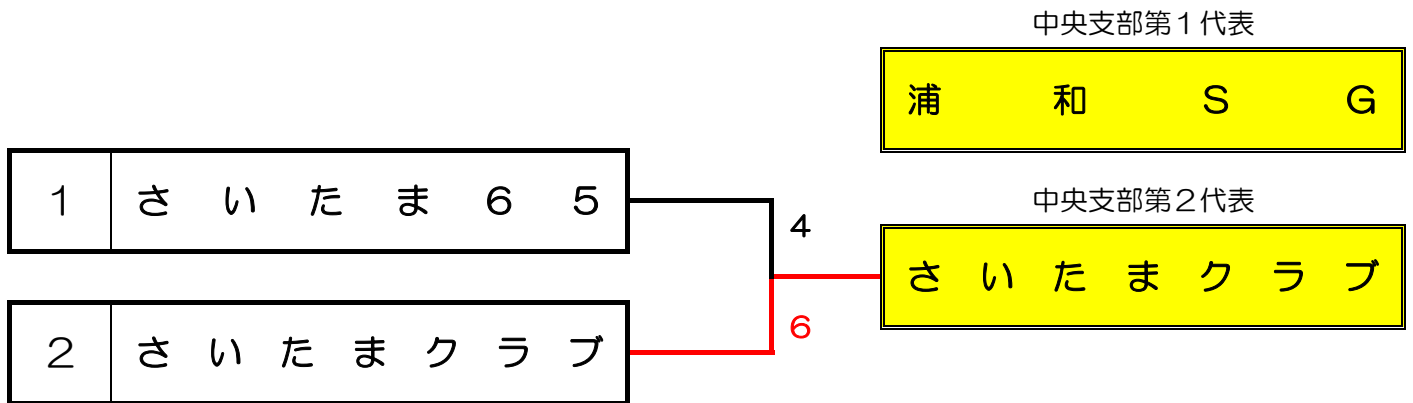 中央支部第１代表
浦和ＳＧ
１ さいたま６５
４
中央支部第２代表
さいたまクラブ
６
２ さいたまクラブ